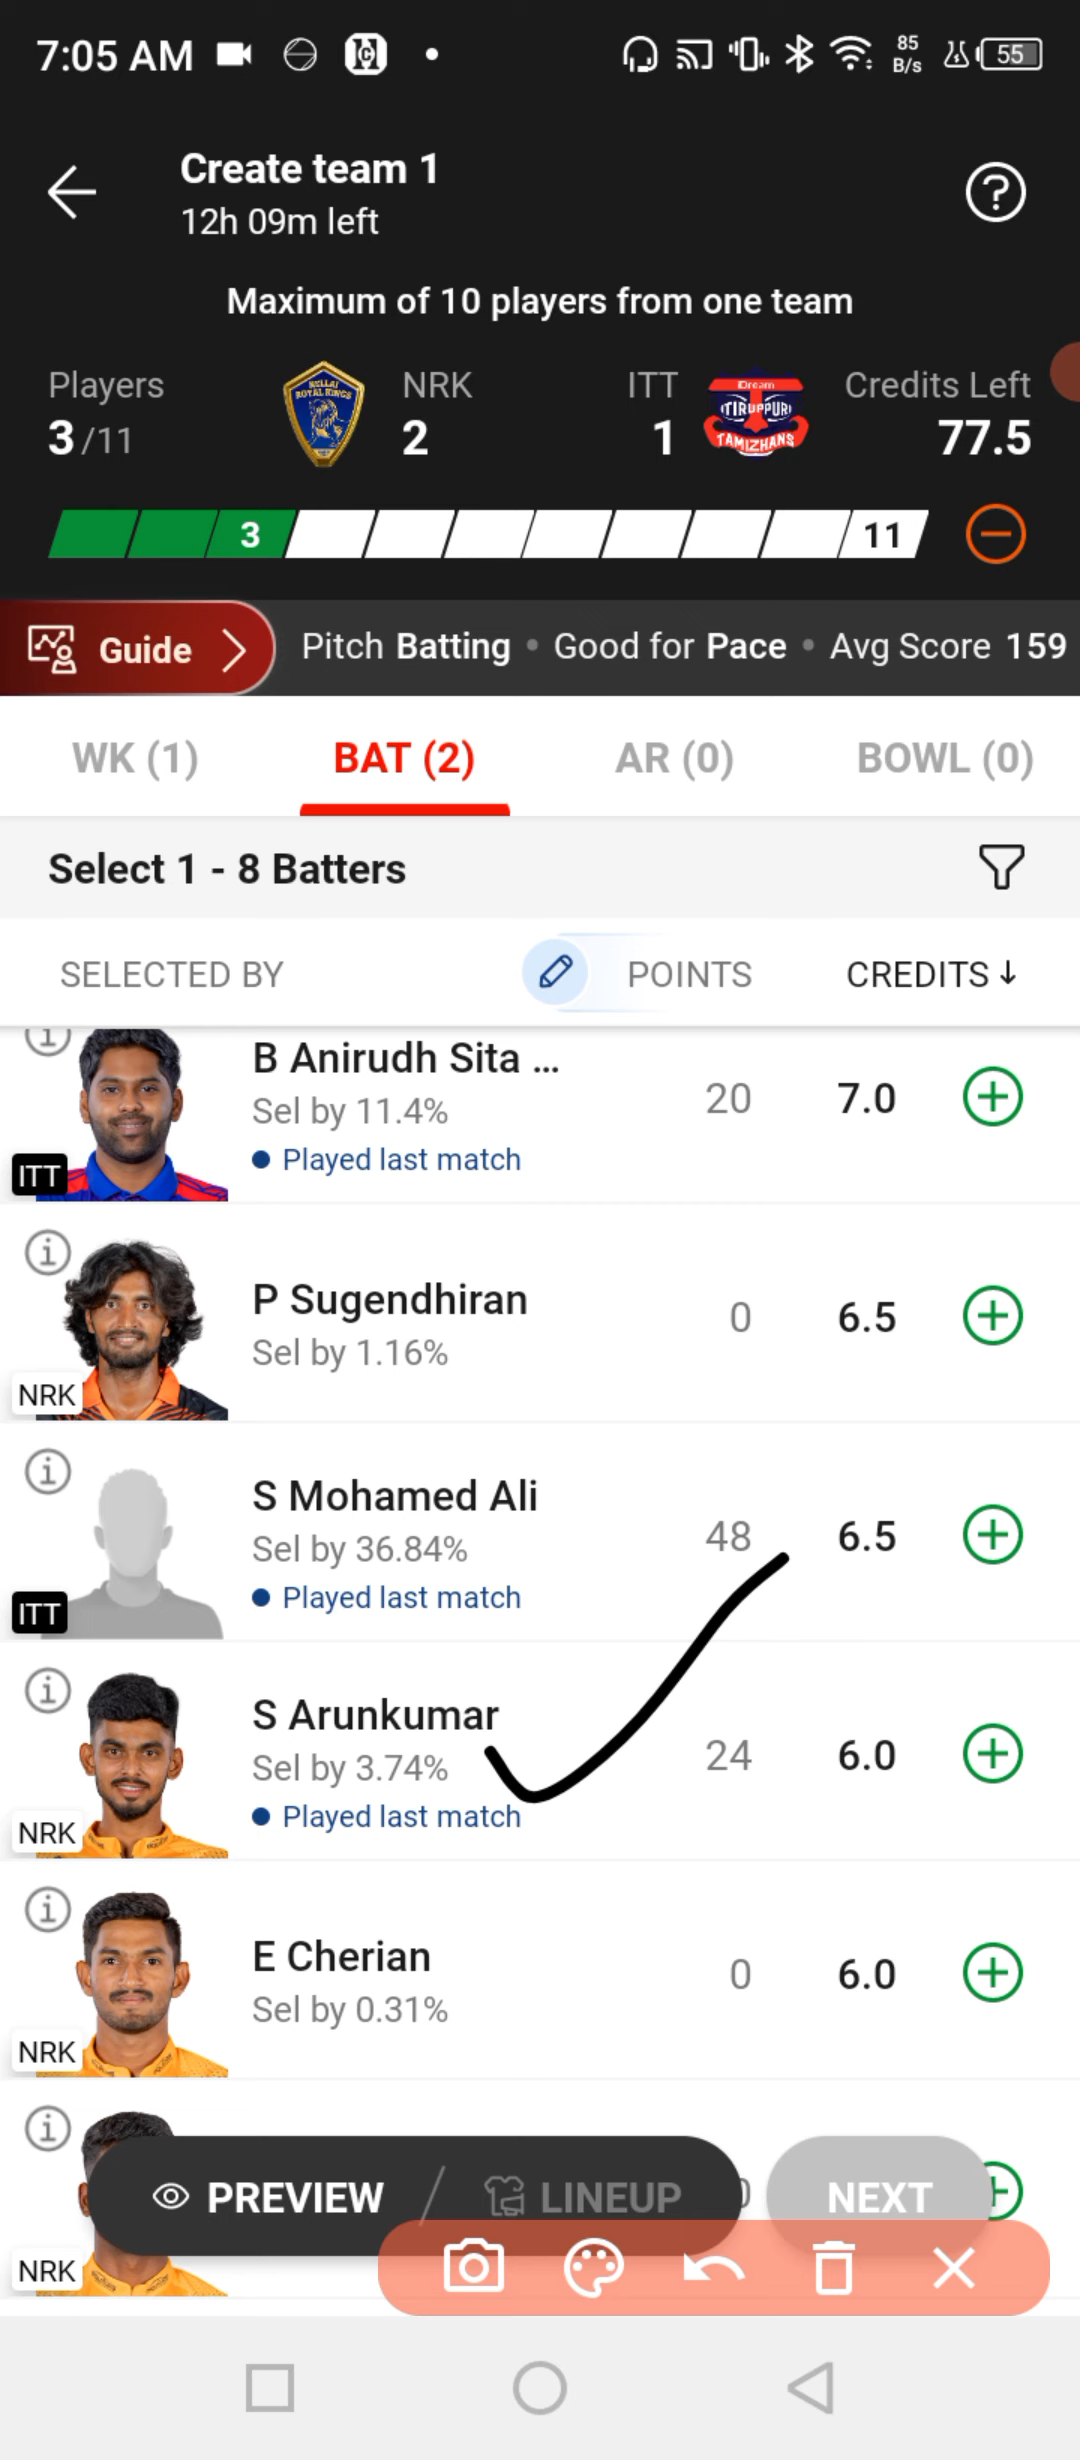 7:05 AM
85
B/s
55
Create team 1
12h 09m left
Maximum of 10 players from one team
Players
3/11
NELLAI
ROYAL KINGS
NRK
2
ITT
1
iDream
TIRUPPUR
TAMIZHANS
Credits Left
77.5
3
11
Guide
Pitch Batting • Good for Pace • Avg Score 159
WK (1)
BAT (2)
AR (0)
BOWL (0)
Select 1 - 8 Batters
SELECTED BY
POINTS
CREDITS ↓
B Anirudh Sita ...
Sel by 11.4%
Played last match
ITT
20
7.0
P Sugendhiran
Sel by 1.16%
NRK
0
6.5
S Mohamed Ali
Sel by 36.84%
Played last match
ITT
48
6.5
S Arunkumar
Sel by 3.74%
Played last match
NRK
24
6.0
E Cherian
Sel by 0.31%
NRK
0
6.0
PREVIEW / LINEUP
NEXT
NRK